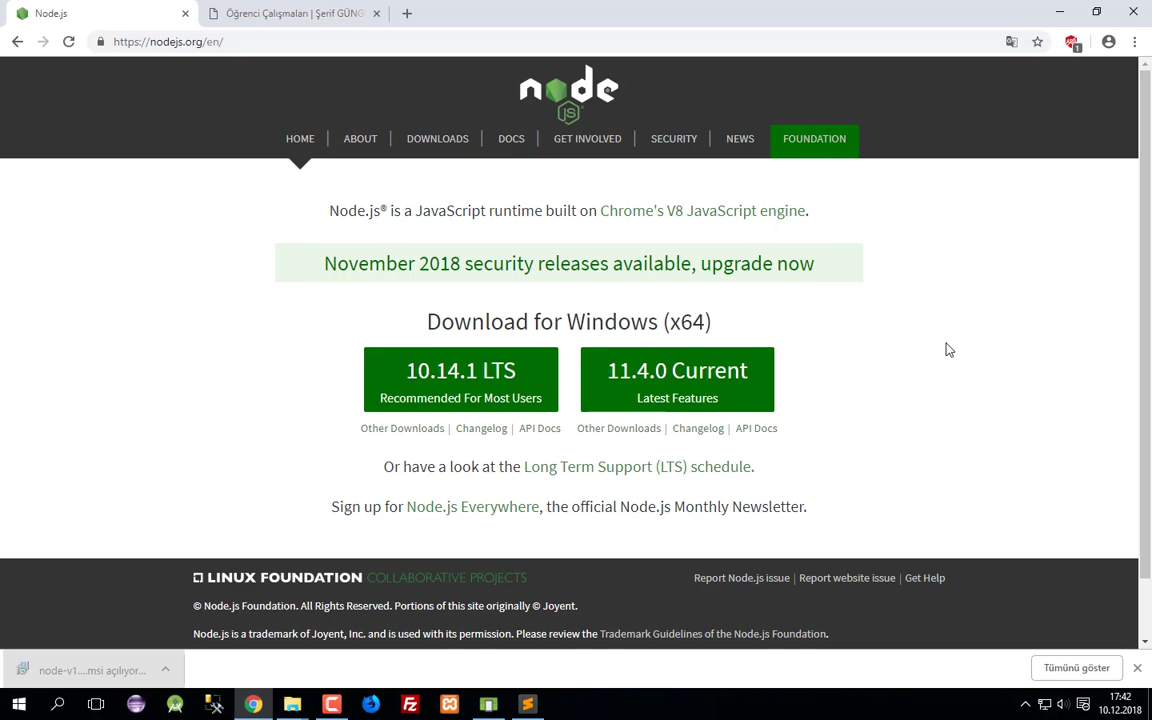 Node.js
Öğrenci Çalışmaları | Şerif GÜNG
https://nodejs.org/en/
1
node
JS
HOME | ABOUT | DOWNLOADS | DOCS | GET INVOLVED | SECURITY | NEWS FOUNDATION
Node.js® is a JavaScript runtime built on Chrome's V8 JavaScript engine.
November 2018 security releases available, upgrade now
Download for Windows (x64)
10.14.1 LTS
Recommended For Most Users
11.4.0 Current
Latest Features
Other Downloads | Changelog | API Docs
Other Downloads | Changelog | API Docs
Or have a look at the Long Term Support (LTS) schedule.
Sign up for Node.js Everywhere, the official Node.js Monthly Newsletter.
LINUX FOUNDATION COLLABORATIVE PROJECTS
Report Node.js issue | Report website issue | Get Help
© Node.js Foundation. All Rights Reserved. Portions of this site originally © Joyent.
Node.js is a trademark of Joyent, Inc. and is used with its permission. Please review the Trademark Guidelines of the Node.js Foundation.
node-v1....msi açılıyor...
Tümünü göster
17:42
10.12.2018